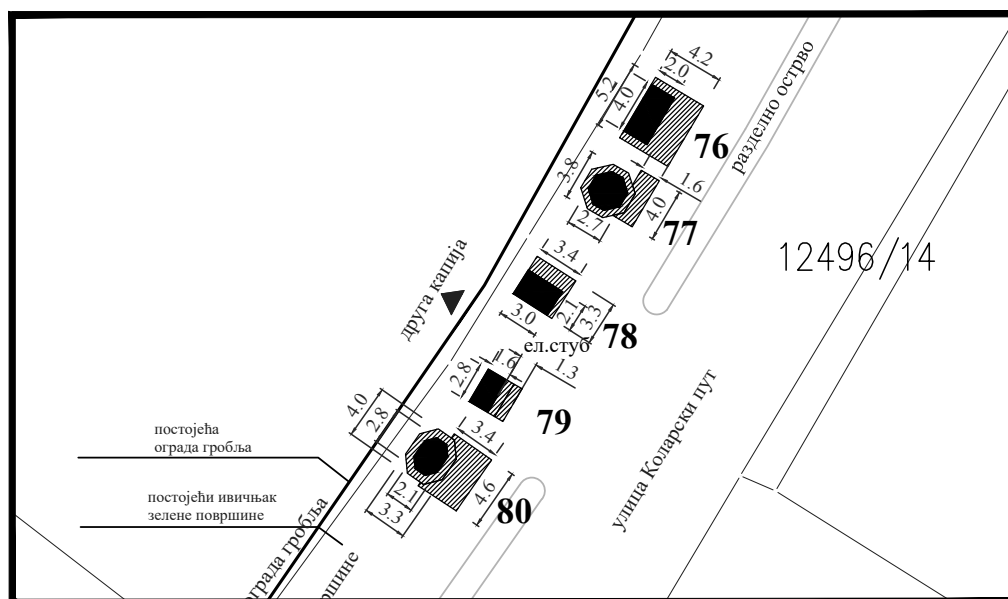 4.2
2.0
5.2
4.0
76
разделно острво
3.8
1.6
4.0
2.7
77
12496/14
друга капија
3.4
3.0
2.1
3.3
78
ел.стуб
1.6
1.3
2.8
79
4.0
2.8
3.4
улица Коларски пут
постојећа
ограда гробља
2.1
3.3
4.6
80
постојећи ивичњак
зелене површине
ограда гробља
ршине